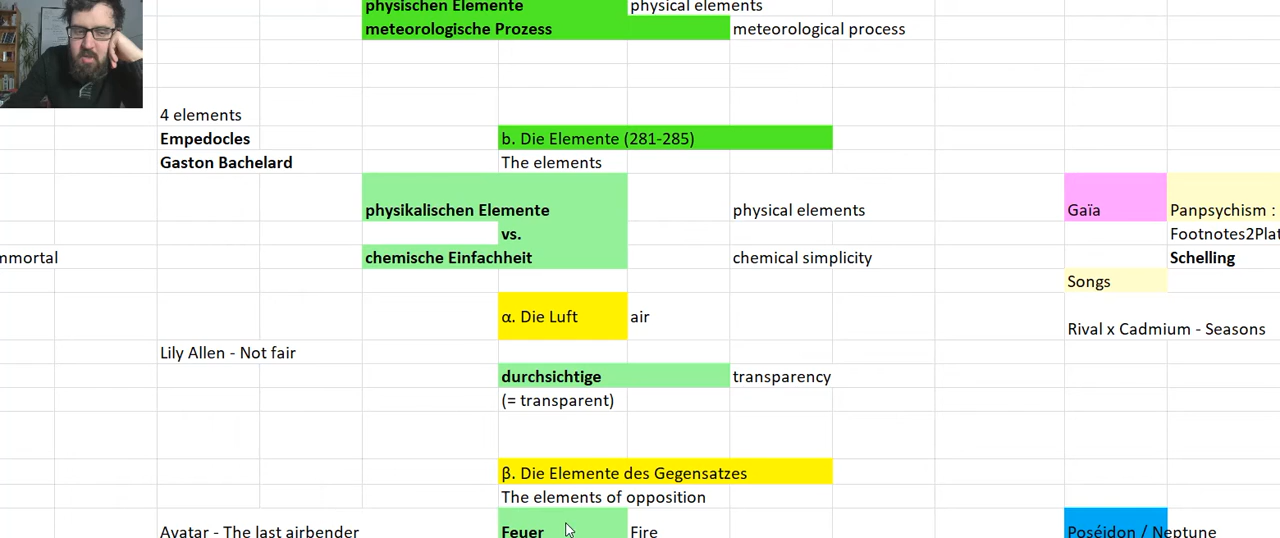 physischen Elemente physical elements
meteorologische Prozess meteorological process
4 elements
Empedocles b. Die Elemente (281-285)
Gaston Bachelard The elements
physikalischen Elemente physical elements Gaïa Panpsychism :
vs. Footnotes2Plat
mmortal chemische Einfachheit chemical simplicity Schelling
Songs
α. Die Luft air Rival x Cadmium - Seasons
Lily Allen - Not fair
durchsichtige transparency
(= transparent)
β. Die Elemente des Gegensatzes
The elements of opposition
Avatar - The last airbender Feuer Fire Poséidon / Neptune